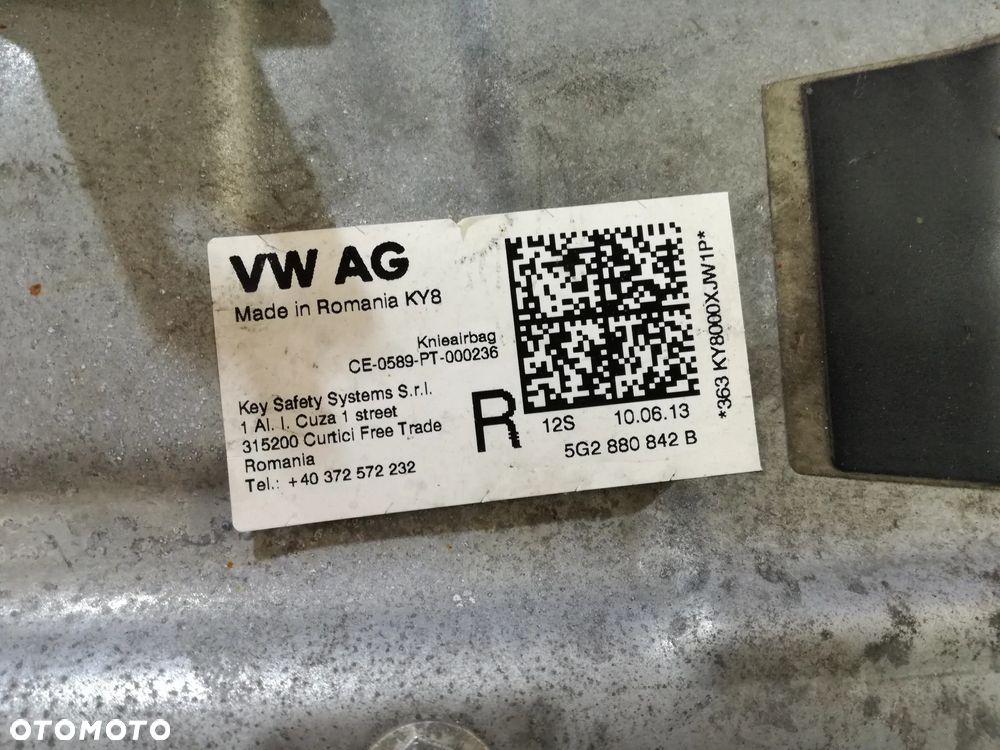 VW AG
Made in Romania KY8
Knieairbag
CE-0589-PT-000236
Key Safety Systems S.r.l.
1 Al. I. Cuza 1 street
315200 Curtici Free Trade
Romania
Tel.: +40 372 572 232
R
12S 10.06.13
5G2 880 842 B
*363 KY8000XJW1P*
OTOMOTO